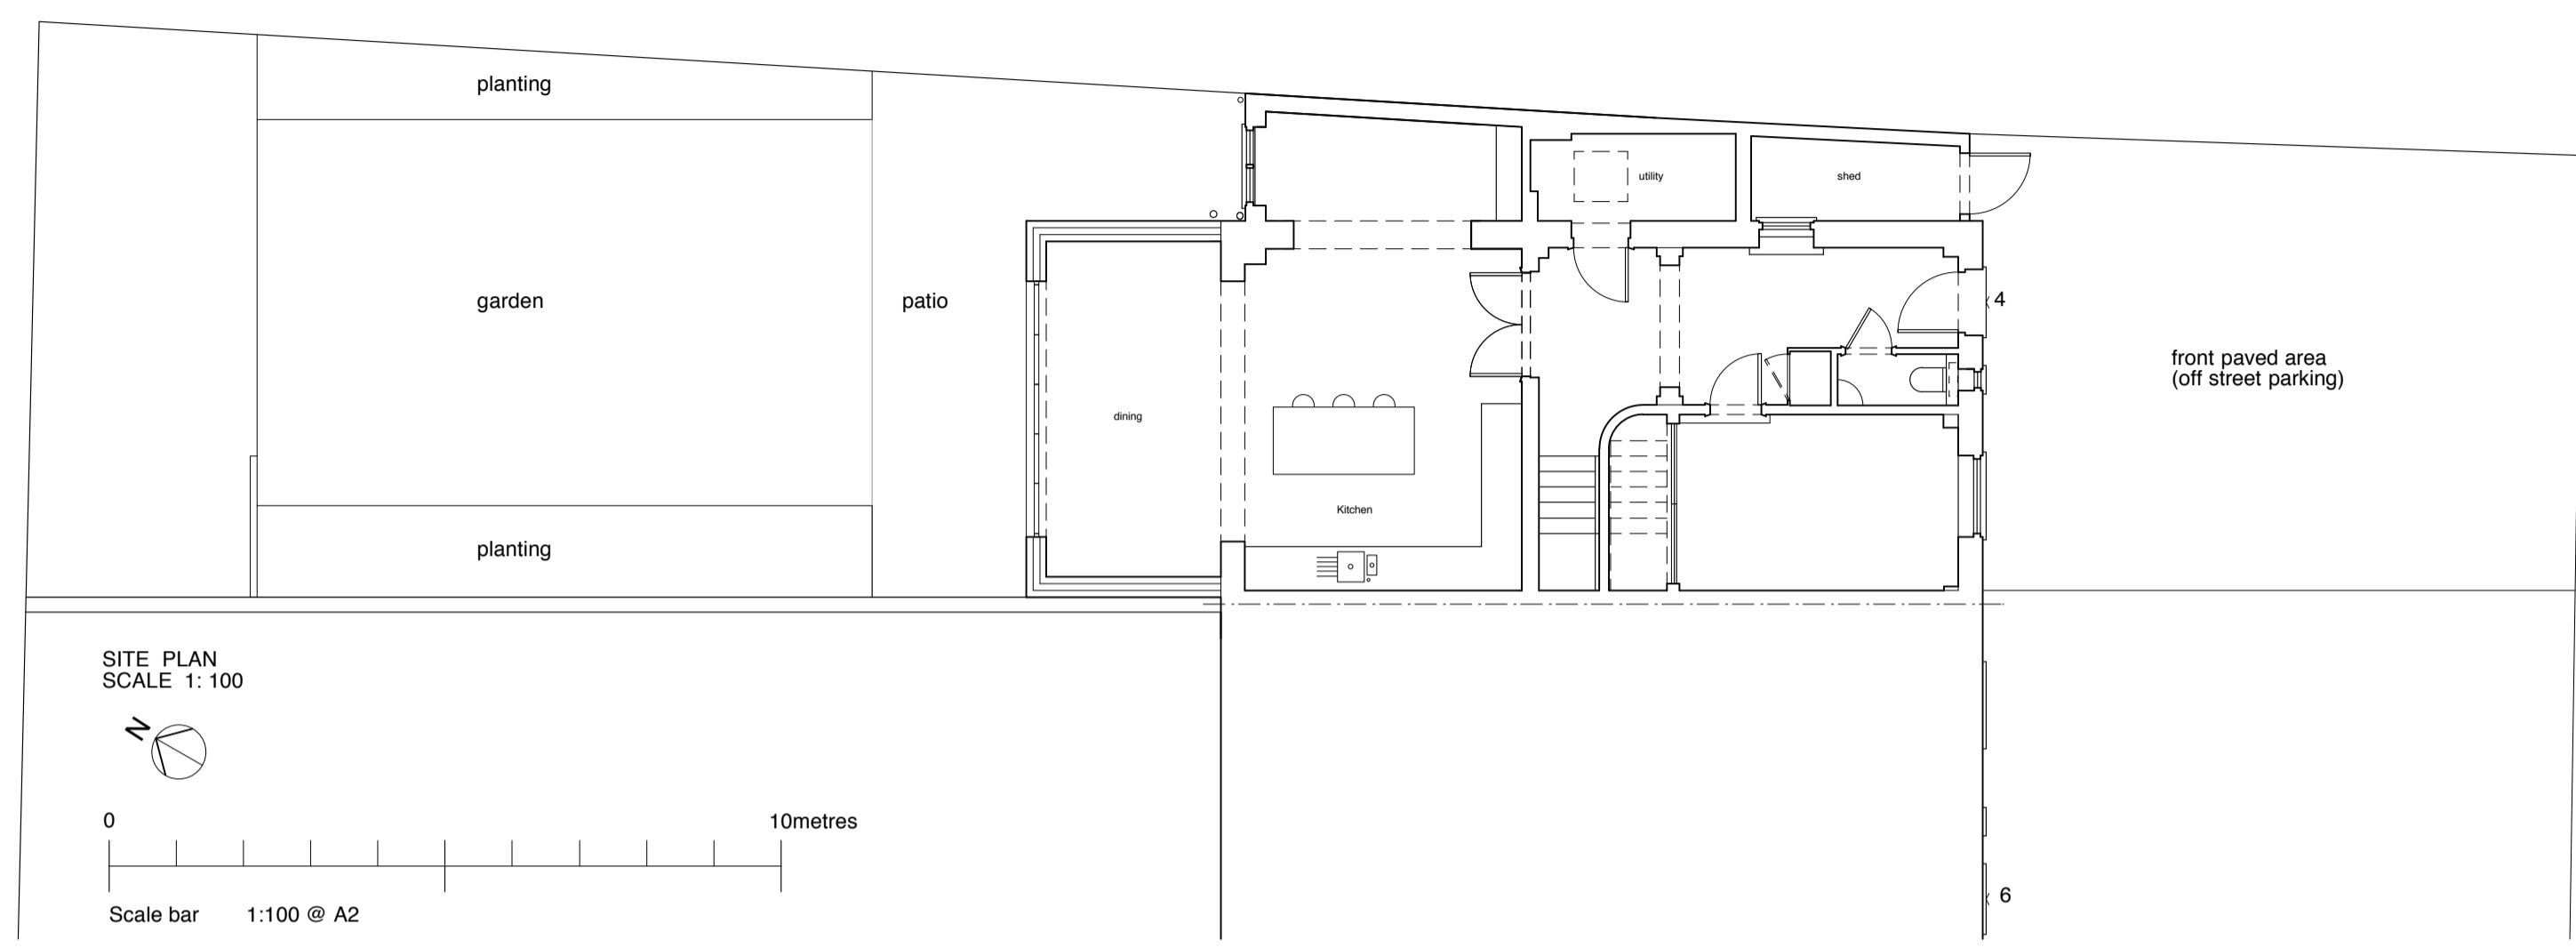 planting
utility
shed
garden
patio
4
front paved area
(off street parking)
dining
Kitchen
planting
SITE PLAN
SCALE 1: 100
N
0
10metres
Scale bar 1:100 @ A2
6